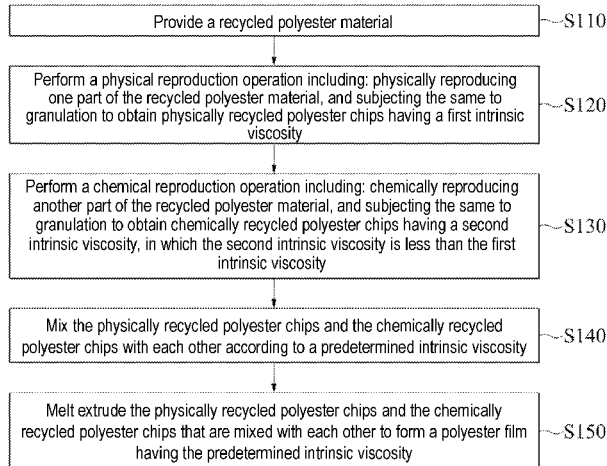 Provide a recycled polyester material
S110
Perform a physical reproduction operation including: physically reproducing
one part of the recycled polyester material, and subjecting the same to
granulation to obtain physically recycled polyester chips having a first intrinsic
viscosity
S120
Perform a chemical reproduction operation including: chemically reproducing
another part of the recycled polyester material, and subjecting the same to
granulation to obtain chemically recycled polyester chips having a second
intrinsic viscosity, in which the second intrinsic viscosity is less than the first
intrinsic viscosity
S130
Mix the physically recycled polyester chips and the chemically recycled
polyester chips with each other according to a predetermined intrinsic viscosity
S140
Melt extrude the physically recycled polyester chips and the chemically
recycled polyester chips that are mixed with each other to form a polyester film
having the predetermined intrinsic viscosity
S150